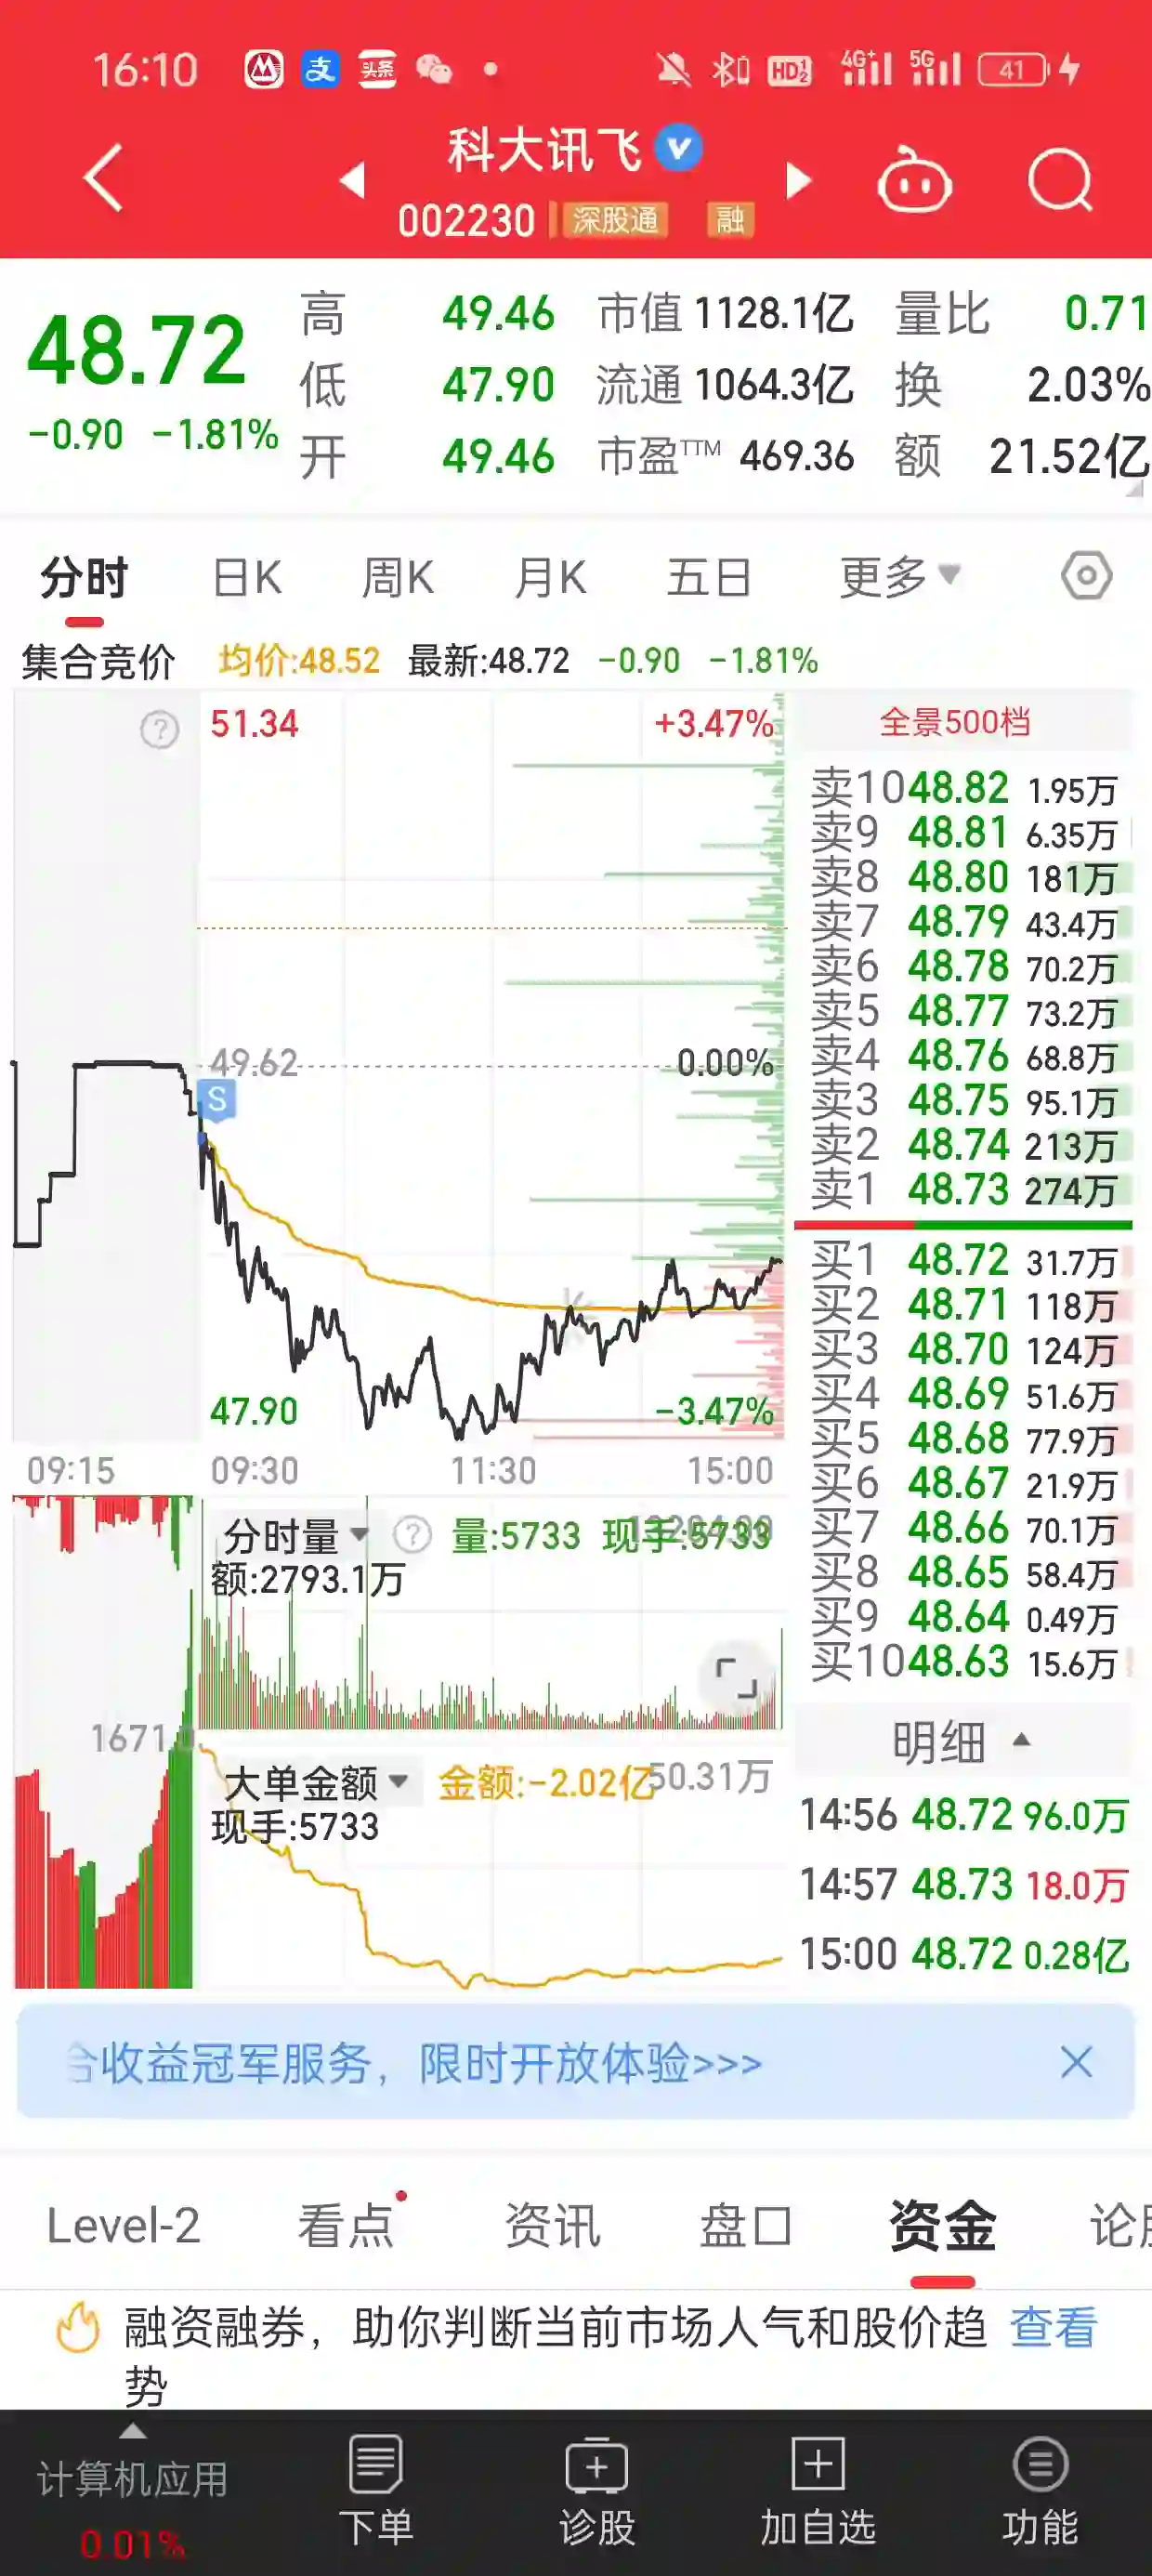 16:10 支 头条 HD 1 2 4G+ 5G 41
科大讯飞
002230 深股通 融
48.72
-0.90 -1.81%
高 49.46 市值 1128.1亿 量比 0.71
低 47.90 流通 1064.3亿 换 2.03%
开 49.46 市盈TTM 469.36 额 21.52亿
分时 日K 周K 月K 五日 更多
集合竞价 均价:48.52 最新:48.72 -0.90 -1.81%
? 51.34 +3.47%
49.62 0.00%
S
47.90 -3.47%
09:15 09:30 11:30 15:00
全景500档
卖10 48.82 1.95万
卖9 48.81 6.35万
卖8 48.80 181万
卖7 48.79 43.4万
卖6 48.78 70.2万
卖5 48.77 73.2万
卖4 48.76 68.8万
卖3 48.75 95.1万
卖2 48.74 213万
卖1 48.73 274万
买1 48.72 31.7万
买2 48.71 118万
买3 48.70 124万
买4 48.69 51.6万
买5 48.68 77.9万
买6 48.67 21.9万
买7 48.66 70.1万
买8 48.65 58.4万
买9 48.64 0.49万
买10 48.63 15.6万
分时量 ? 量:5733 现手:5733
额:2793.1万
1671.0
大单金额 金额:-2.02亿 50.31万
现手:5733
明细
14:56 48.72 96.0万
14:57 48.73 18.0万
15:00 48.72 0.28亿
合收益冠军服务，限时开放体验>>>
Level-2 看点 资讯 盘口 资金 论股
融资融券，助你判断当前市场人气和股价趋 查看
势
计算机应用
0.01%
下单 诊股 加自选 功能